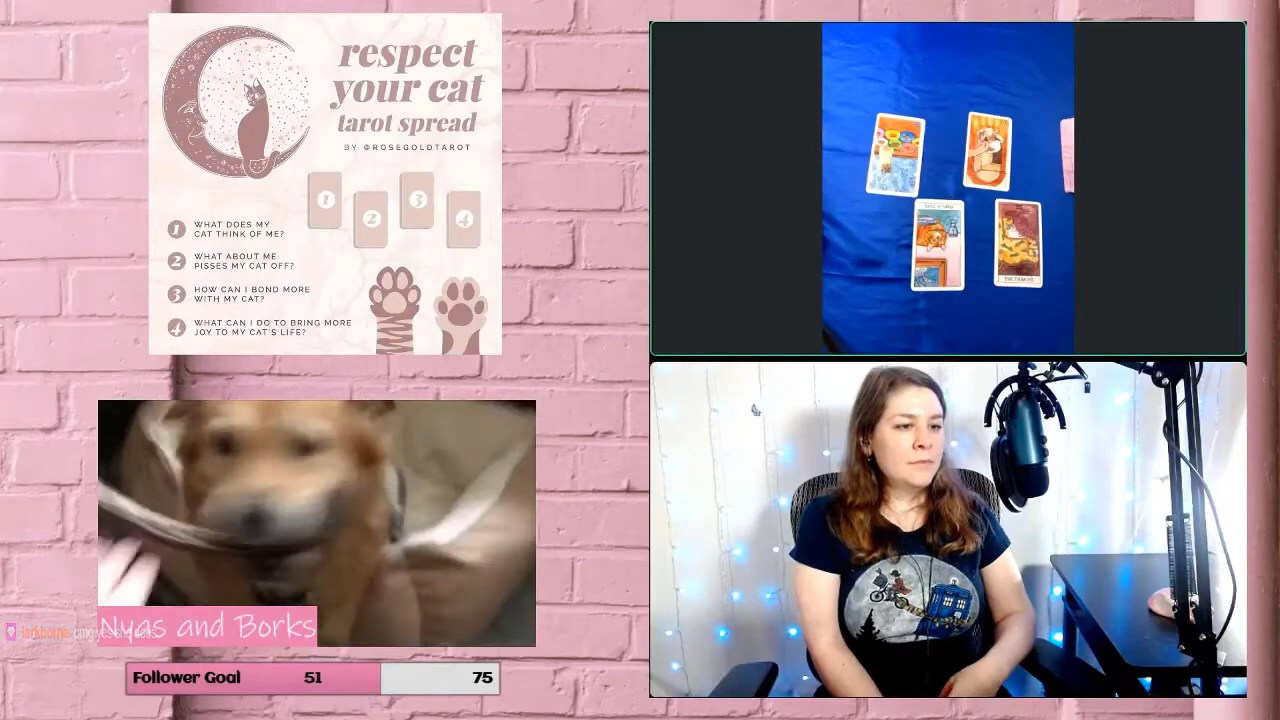 respect
your cat
tarot spread
BY @ROSEGOLDTAROT
1
2
3
4
1 WHAT DOES MY
CAT THINK OF ME?
2 WHAT ABOUT ME
PISSES MY CAT OFF?
3 HOW CAN I BOND MORE
WITH MY CAT?
4 WHAT CAN I DO TO BRING MORE
JOY TO MY CAT'S LIFE?
Nyas and Borks
Follower Goal 51 75